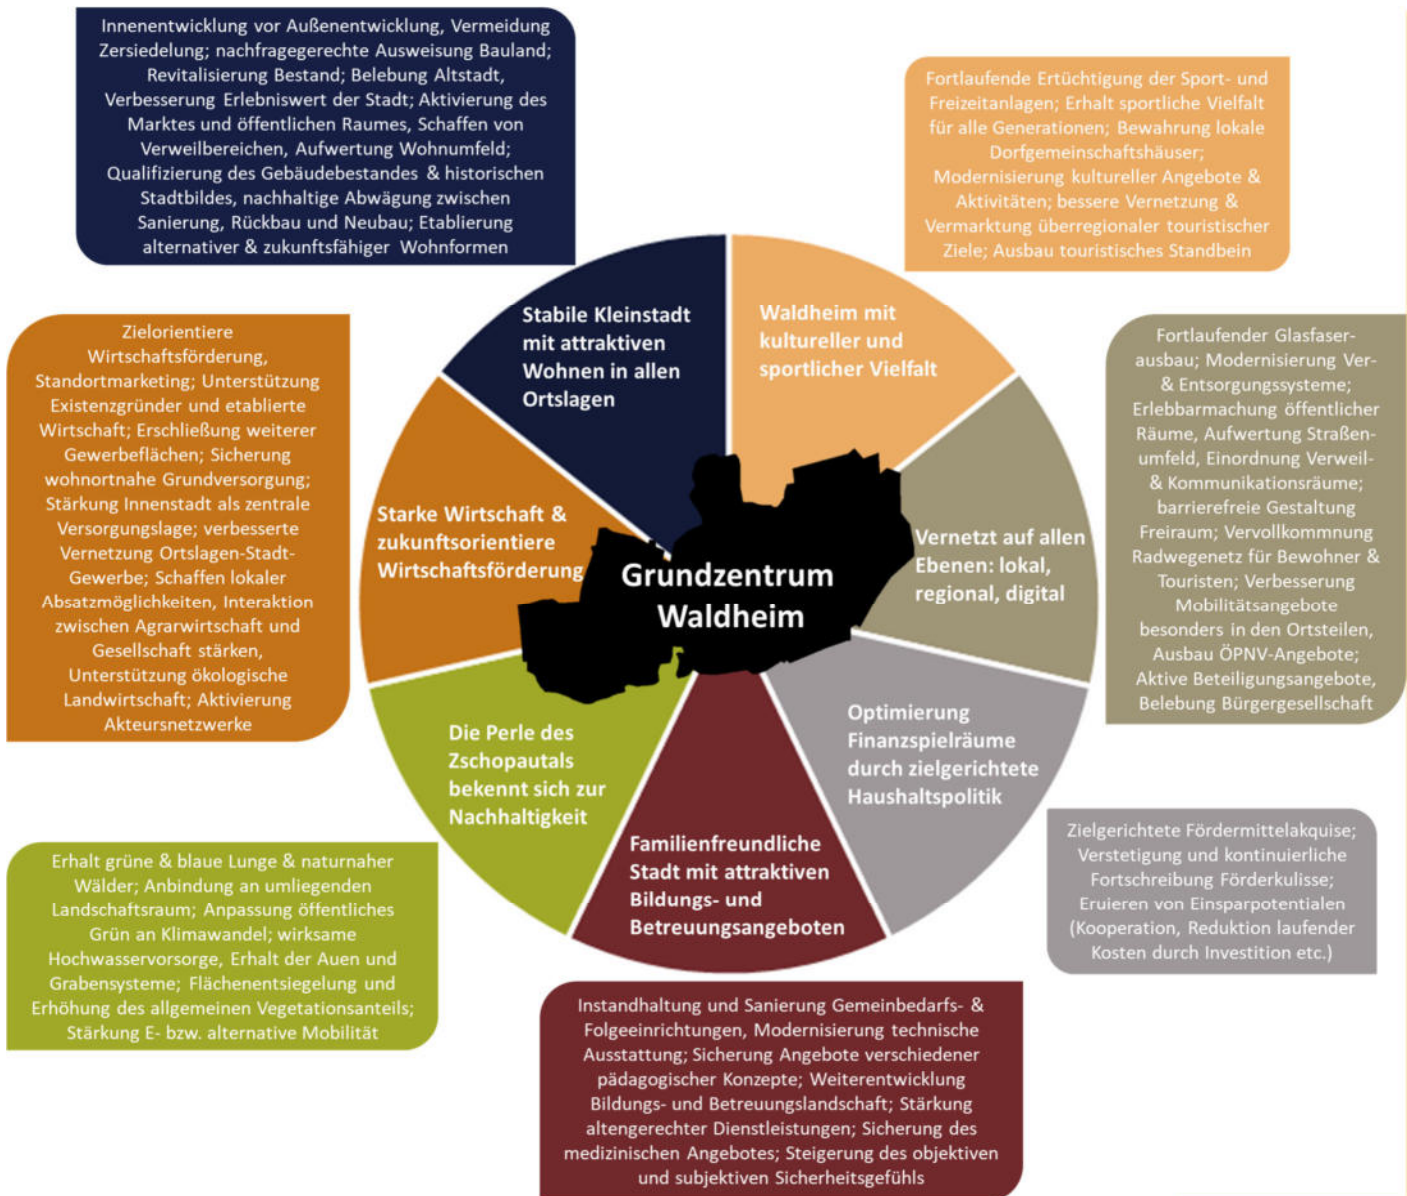 Innenentwicklung vor Außenentwicklung, Vermeidung
Zersiedelung; nachfragegerechte Ausweisung Bauland;
Revitalisierung Bestand; Belebung Altstadt,
Verbesserung Erlebniswert der Stadt; Aktivierung des
Marktes und öffentlichen Raumes, Schaffen von
Verweilbereichen, Aufwertung Wohnumfeld;
Qualifizierung des Gebäudebestandes & historischen
Stadtbildes, nachhaltige Abwägung zwischen
Sanierung, Rückbau und Neubau; Etablierung
alternativer & zukunftsfähiger Wohnformen
Fortlaufende Ertüchtigung der Sport- und
Freizeitanlagen; Erhalt sportliche Vielfalt
für alle Generationen; Bewahrung lokale
Dorfgemeinschaftshäuser;
Modernisierung kultureller Angebote &
Aktivitäten; bessere Vernetzung &
Vermarktung überregionaler touristischer
Ziele; Ausbau touristisches Standbein
Stabile Kleinstadt
mit attraktiven
Wohnen in allen
Ortslagen
Waldheim mit
kultureller und
sportlicher Vielfalt
Zielorientiere
Wirtschaftsförderung,
Standortmarketing; Unterstützung
Existenzgründer und etablierte
Wirtschaft; Erschließung weiterer
Gewerbeflächen; Sicherung
wohnortnahe Grundversorgung;
Stärkung Innenstadt als zentrale
Versorgungslage; verbesserte
Vernetzung Ortslagen-Stadt-
Gewerbe; Schaffen lokaler
Absatzmöglichkeiten, Interaktion
zwischen Agrarwirtschaft und
Gesellschaft stärken,
Unterstützung ökologische
Landwirtschaft; Aktivierung
Akteursnetzwerke
Starke Wirtschaft &
zukunftsorientiere
Wirtschaftsförderung
Grundzentrum
Waldheim
Vernetzt auf allen
Ebenen: lokal,
regional, digital
Fortlaufender Glasfaser-
ausbau; Modernisierung Ver-
& Entsorgungssysteme;
Erlebbarmachung öffentlicher
Räume, Aufwertung Straßen-
umfeld, Einordnung Verweil-
& Kommunikationsräume;
barrierefreie Gestaltung
Freiraum; Vervollkommnung
Radwegenetz für Bewohner &
Touristen; Verbesserung
Mobilitätsangebote
besonders in den Ortsteilen,
Ausbau ÖPNV-Angebote;
Aktive Beteiligungsangebote,
Belebung Bürgergesellschaft
Die Perle des
Zschopautals
bekennt sich zur
Nachhaltigkeit
Optimierung
Finanzspielräume
durch zielgerichtete
Haushaltspolitik
Familienfreundliche
Stadt mit attraktiven
Bildungs- und
Betreuungsangeboten
Erhalt grüne & blaue Lunge & naturnaher
Wälder; Anbindung an umliegenden
Landschaftsraum; Anpassung öffentliches
Grün an Klimawandel; wirksame
Hochwasservorsorge, Erhalt der Auen und
Grabensysteme; Flächenentsiegelung und
Erhöhung des allgemeinen Vegetationsanteils;
Stärkung E- bzw. alternative Mobilität
Zielgerichtete Fördermittelakquise;
Verstetigung und kontinuierliche
Fortschreibung Förderkulisse;
Eruieren von Einsparpotentialen
(Kooperation, Reduktion laufender
Kosten durch Investition etc.)
Instandhaltung und Sanierung Gemeinbedarfs- &
Folgeeinrichtungen, Modernisierung technische
Ausstattung; Sicherung Angebote verschiedener
pädagogischer Konzepte; Weiterentwicklung
Bildungs- und Betreuungslandschaft; Stärkung
altengerechter Dienstleistungen; Sicherung des
medizinischen Angebotes; Steigerung des objektiven
und subjektiven Sicherheitsgefühls